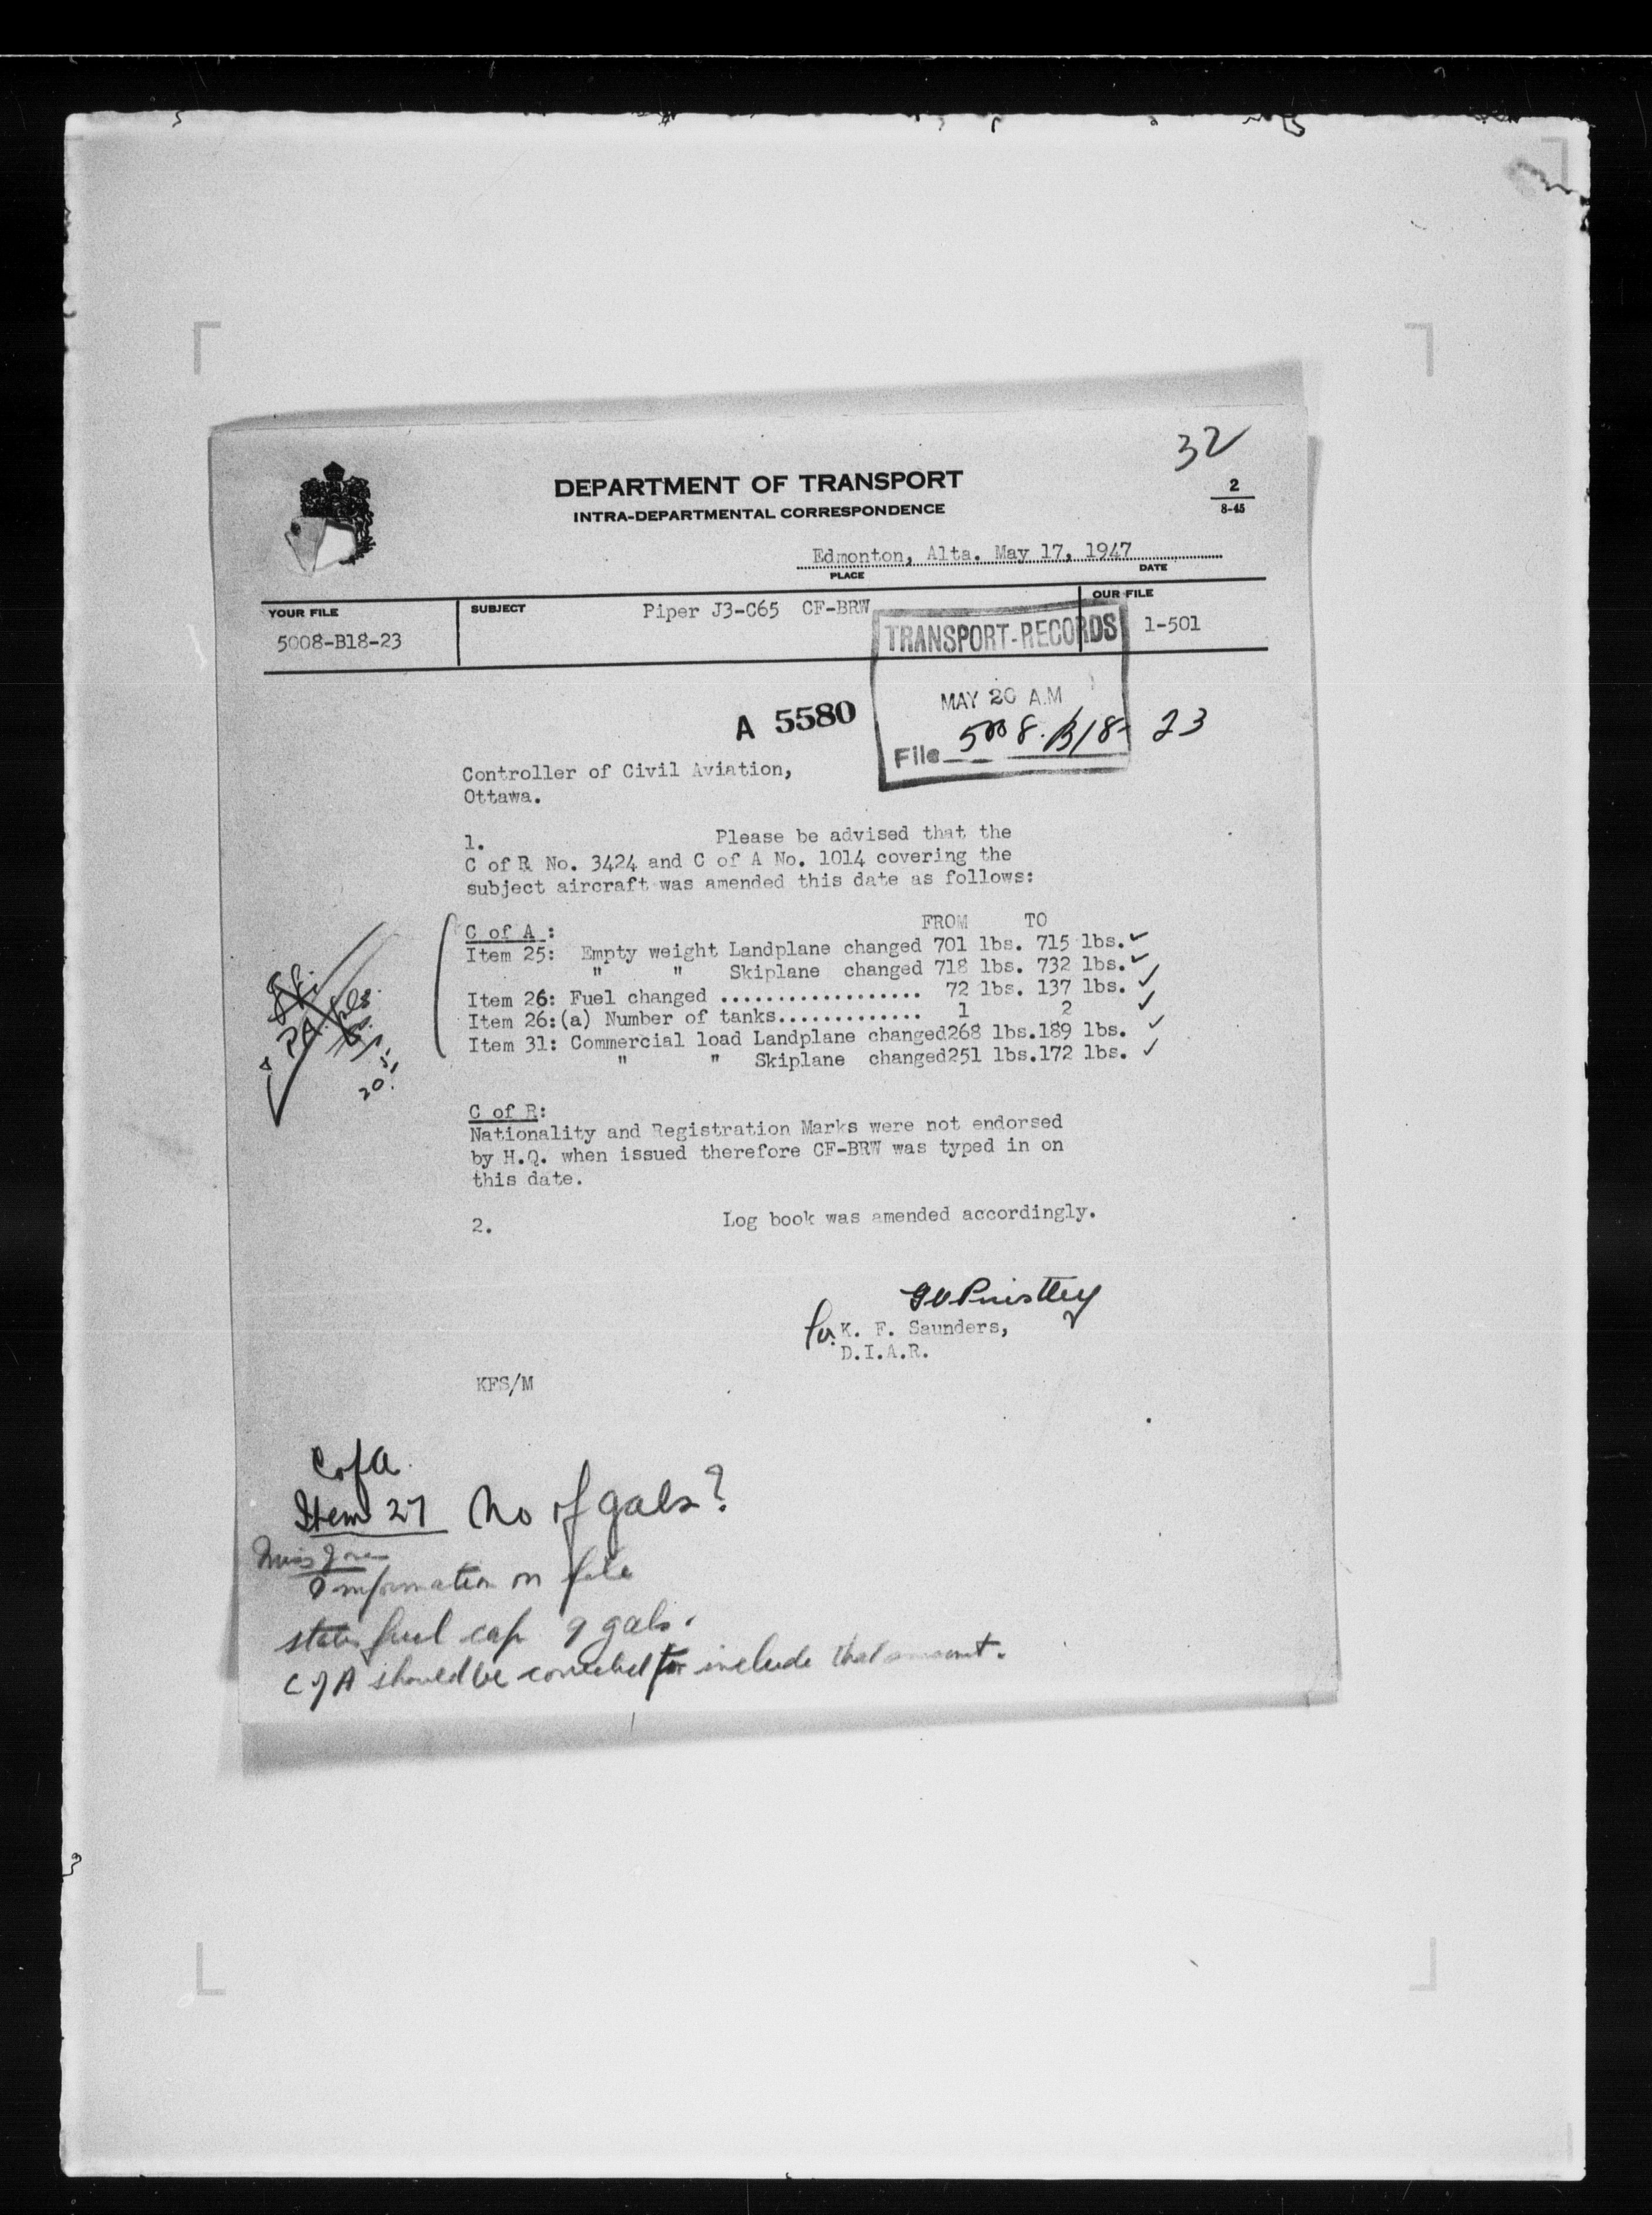 32
DEPARTMENT OF TRANSPORT
INTRA-DEPARTMENTAL CORRESPONDENCE
2
8-45
Edmonton, Alta. May 17, 1947
PLACE
DATE
YOUR FILE
5008-B18-23
SUBJECT
Piper J3-C65 CF-BRW
OUR FILE
1-501
TRANSPORT-RECORDS
MAY 20 A.M
File 5008-B18-23
A 5580
Controller of Civil Aviation,
Ottawa.
1. Please be advised that the
C of R No. 3424 and C of A No. 1014 covering the
subject aircraft was amended this date as follows:
C of A : FROM TO
Item 25: Empty weight Landplane changed 701 lbs. 715 lbs. ✓
" " Skiplane changed 718 lbs. 732 lbs. ✓
Item 26: Fuel changed .................. 72 lbs. 137 lbs. ✓
Item 26:(a) Number of tanks............. 1 2 ✓
Item 31: Commercial load Landplane changed268 lbs.189 lbs. ✓
" " Skiplane changed251 lbs.172 lbs. ✓
P.A. pls.
20.5
C of R:
Nationality and Registration Marks were not endorsed
by H.Q. when issued therefore CF-BRW was typed in on
this date.
2. Log book was amended accordingly.
GV Priestley
for K. F. Saunders,
D.I.A.R.
KFS/M
C of A.
Item 27 No of gals?
Miss
Information on file
states fuel cap 9 gals.
C of A should be corrected to include that amount.